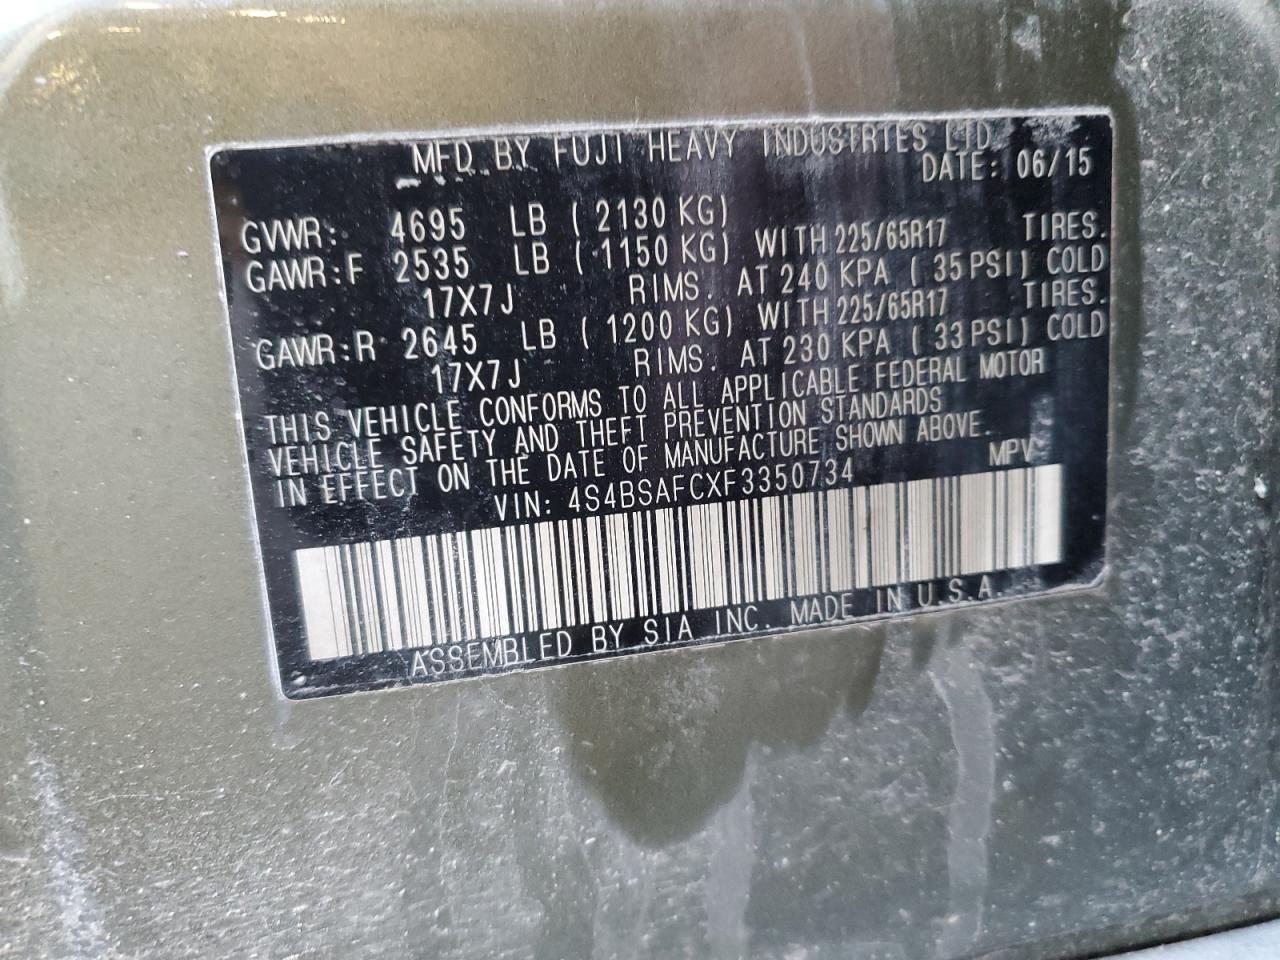 MFD. BY FUJI HEAVY INDUSTRIES LTD.
DATE: 06/15
GVWR: 4695 LB ( 2130 KG)
GAWR:F 2535 LB ( 1150 KG) WITH 225/65R17 TIRES.
17X7J RIMS. AT 240 KPA ( 35 PSI) COLD
GAWR:R 2645 LB ( 1200 KG) WITH 225/65R17 TIRES.
17X7J RIMS. AT 230 KPA ( 33 PSI) COLD
THIS VEHICLE CONFORMS TO ALL APPLICABLE FEDERAL MOTOR
VEHICLE SAFETY AND THEFT PREVENTION STANDARDS
IN EFFECT ON THE DATE OF MANUFACTURE SHOWN ABOVE.
VIN: 4S4BSAFCXF3350734 MPV
ASSEMBLED BY SIA INC. MADE IN U.S.A.